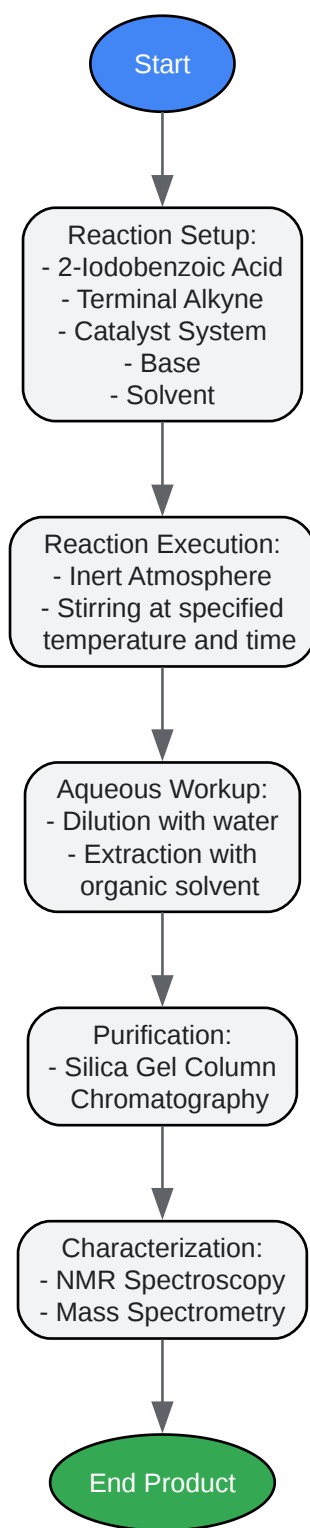 Start
Reaction Setup:
- 2-Iodobenzoic Acid
- Terminal Alkyne
- Catalyst System
- Base
- Solvent
Reaction Execution:
- Inert Atmosphere
- Stirring at specified
temperature and time
Aqueous Workup:
- Dilution with water
- Extraction with
organic solvent
Purification:
- Silica Gel Column
Chromatography
Characterization:
- NMR Spectroscopy
- Mass Spectrometry
End Product